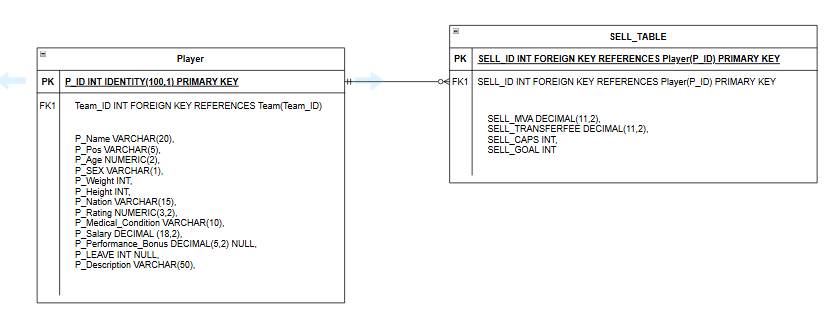 Player
PK P_ID INT IDENTITY(100,1) PRIMARY KEY
FK1 Team_ID INT FOREIGN KEY REFERENCES Team(Team_ID)
P_Name VARCHAR(20),
P_Pos VARCHAR(5),
P_Age NUMERIC(2),
P_SEX VARCHAR(1),
P_Weight INT,
P_Height INT,
P_Nation VARCHAR(15),
P_Rating NUMERIC(3,2),
P_Medical_Condition VARCHAR(10),
P_Salary DECIMAL (18,2),
P_Performance_Bonus DECIMAL(5,2) NULL,
P_LEAVE INT NULL,
P_Description VARCHAR(50),
SELL_TABLE
PK SELL_ID INT FOREIGN KEY REFERENCES Player(P_ID) PRIMARY KEY
FK1 SELL_ID INT FOREIGN KEY REFERENCES Player(P_ID) PRIMARY KEY
SELL_MVA DECIMAL(11,2),
SELL_TRANSFERFEE DECIMAL(11,2),
SELL_CAPS INT,
SELL_GOAL INT